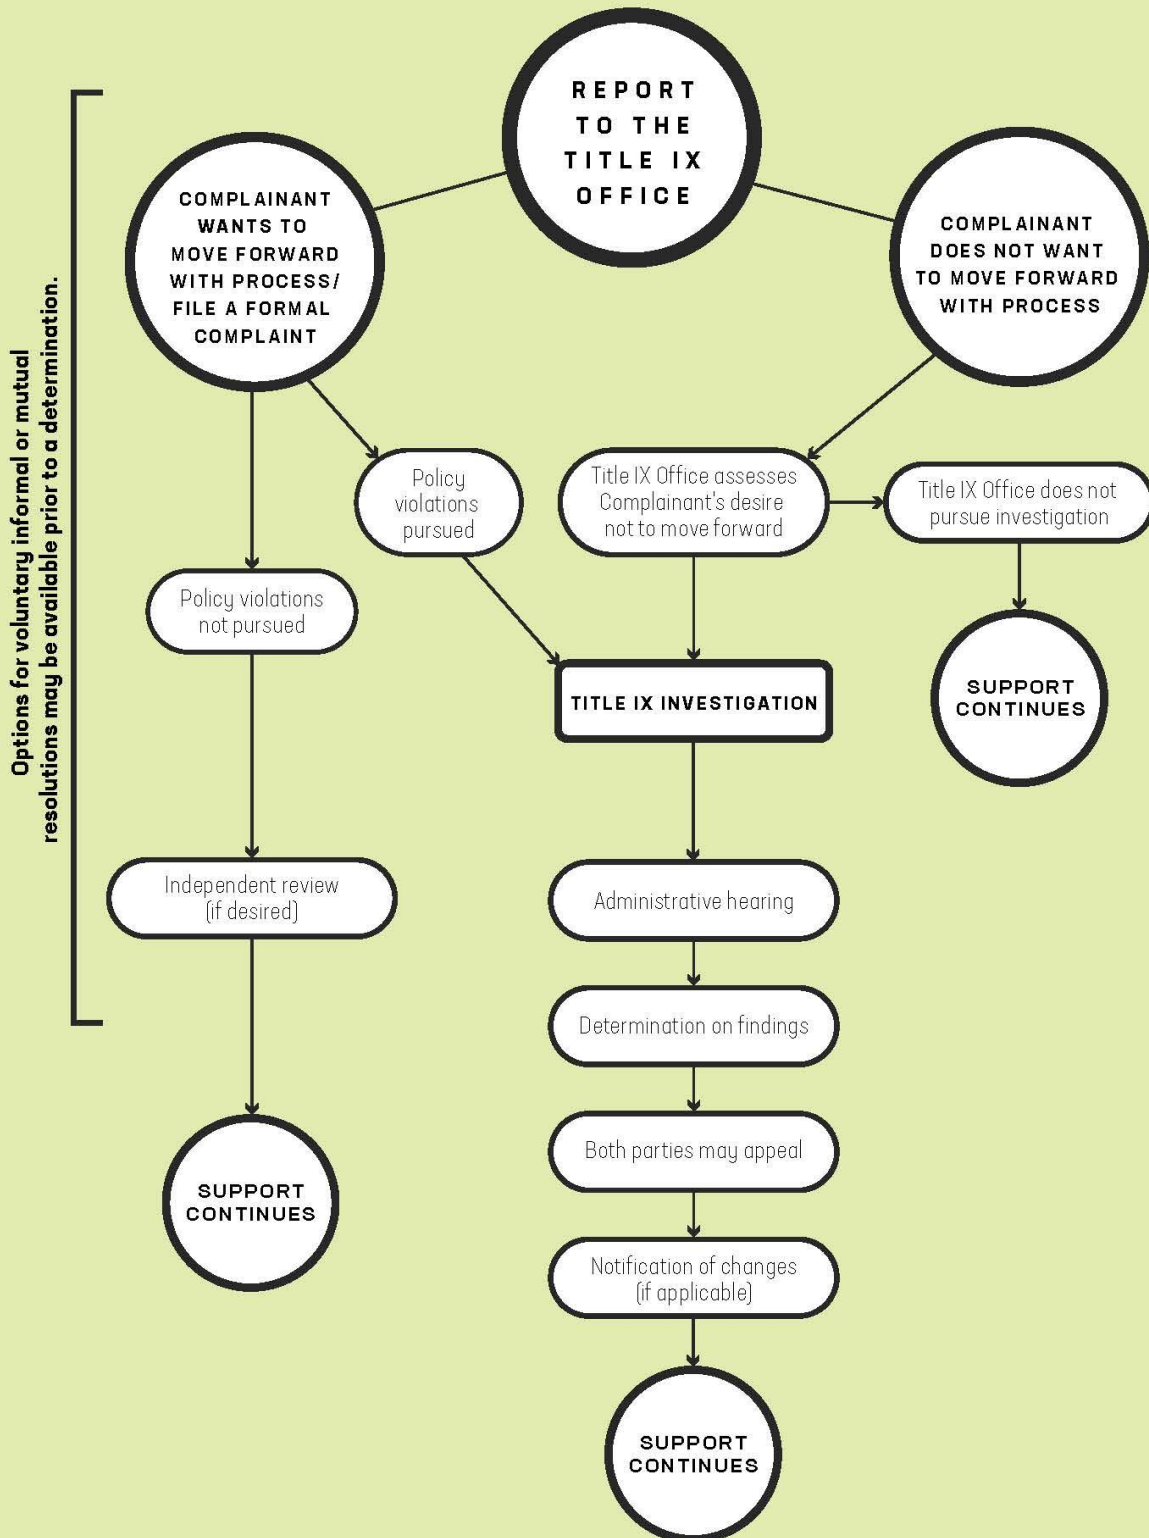 REPORT
TO THE
TITLE IX
OFFICE
COMPLAINANT
WANTS TO
MOVE FORWARD
WITH PROCESS/
FILE A FORMAL
COMPLAINT
COMPLAINANT
DOES NOT WANT
TO MOVE FORWARD
WITH PROCESS
Options for voluntary informal or mutual
resolutions may be available prior to a determination.
Policy
violations
pursued
Title IX Office assesses
Complainant's desire
not to move forward
Title IX Office does not
pursue investigation
Policy violations
not pursued
TITLE IX INVESTIGATION
SUPPORT
CONTINUES
Independent review
(if desired)
Administrative hearing
Determination on findings
Both parties may appeal
SUPPORT
CONTINUES
Notification of changes
(if applicable)
SUPPORT
CONTINUES